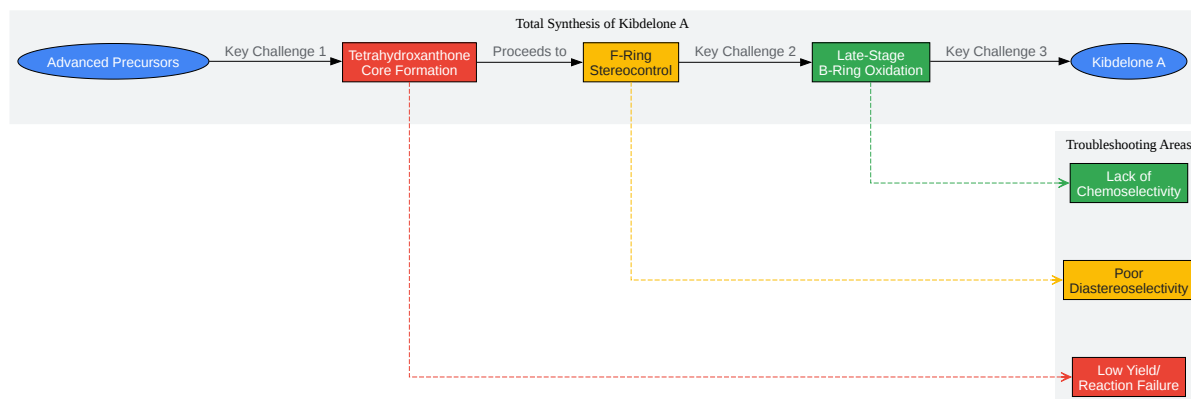 Total Synthesis of Kibdelone A
Advanced Precursors
Key Challenge 1
Tetrahydroxanthone
Core Formation
Proceeds to
F-Ring
Stereocontrol
Key Challenge 2
Late-Stage
B-Ring Oxidation
Key Challenge 3
Kibdelone A
Troubleshooting Areas
Lack of
Chemoselectivity
Poor
Diastereoselectivity
Low Yield/
Reaction Failure